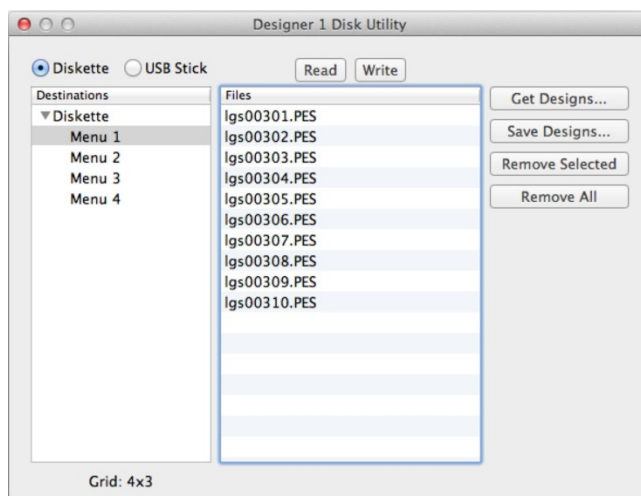 Designer 1 Disk Utility
Diskette USB Stick Read Write
Destinations
Diskette
Menu 1
Menu 2
Menu 3
Menu 4
Files
lgs00301.PES
lgs00302.PES
lgs00303.PES
lgs00304.PES
lgs00305.PES
lgs00306.PES
lgs00307.PES
lgs00308.PES
lgs00309.PES
lgs00310.PES
Get Designs...
Save Designs...
Remove Selected
Remove All
Grid: 4x3